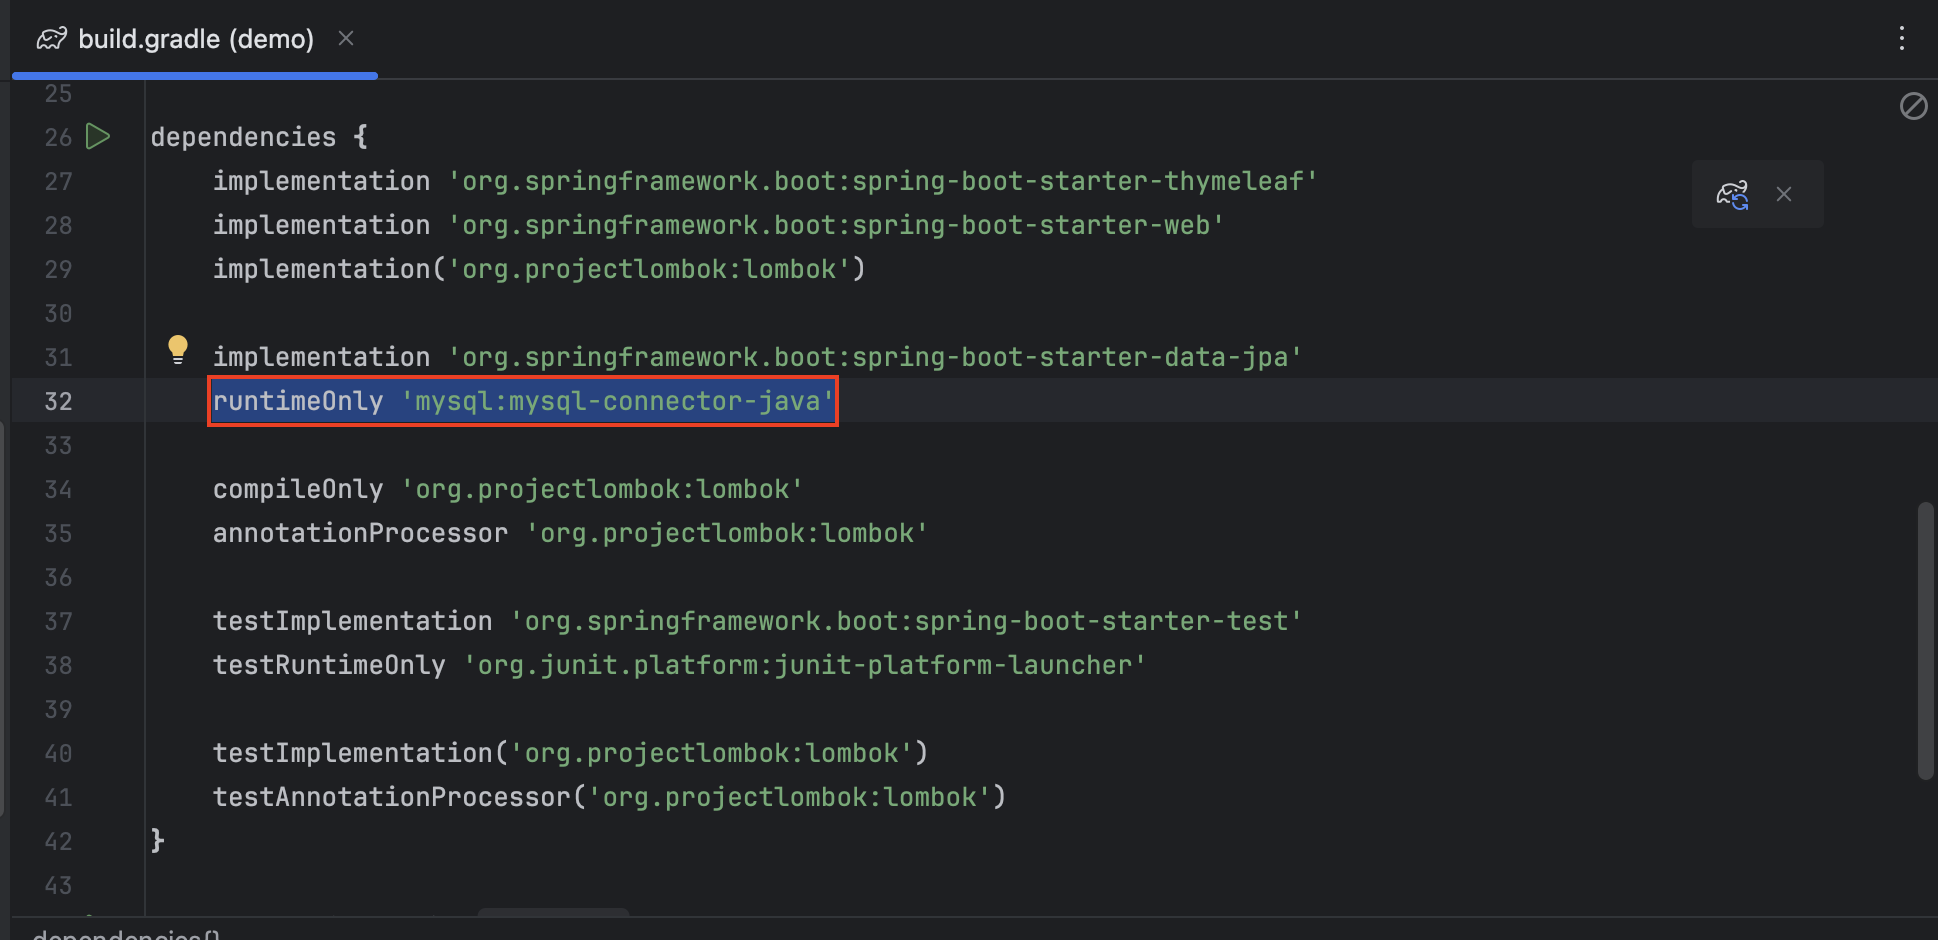 build.gradle (demo)
25
26 dependencies {
27 implementation 'org.springframework.boot:spring-boot-starter-thymeleaf'
28 implementation 'org.springframework.boot:spring-boot-starter-web'
29 implementation('org.projectlombok:lombok')
30
31 implementation 'org.springframework.boot:spring-boot-starter-data-jpa'
32 runtimeOnly 'mysql:mysql-connector-java'
33
34 compileOnly 'org.projectlombok:lombok'
35 annotationProcessor 'org.projectlombok:lombok'
36
37 testImplementation 'org.springframework.boot:spring-boot-starter-test'
38 testRuntimeOnly 'org.junit.platform:junit-platform-launcher'
39
40 testImplementation('org.projectlombok:lombok')
41 testAnnotationProcessor('org.projectlombok:lombok')
42 }
43
dependencies{}